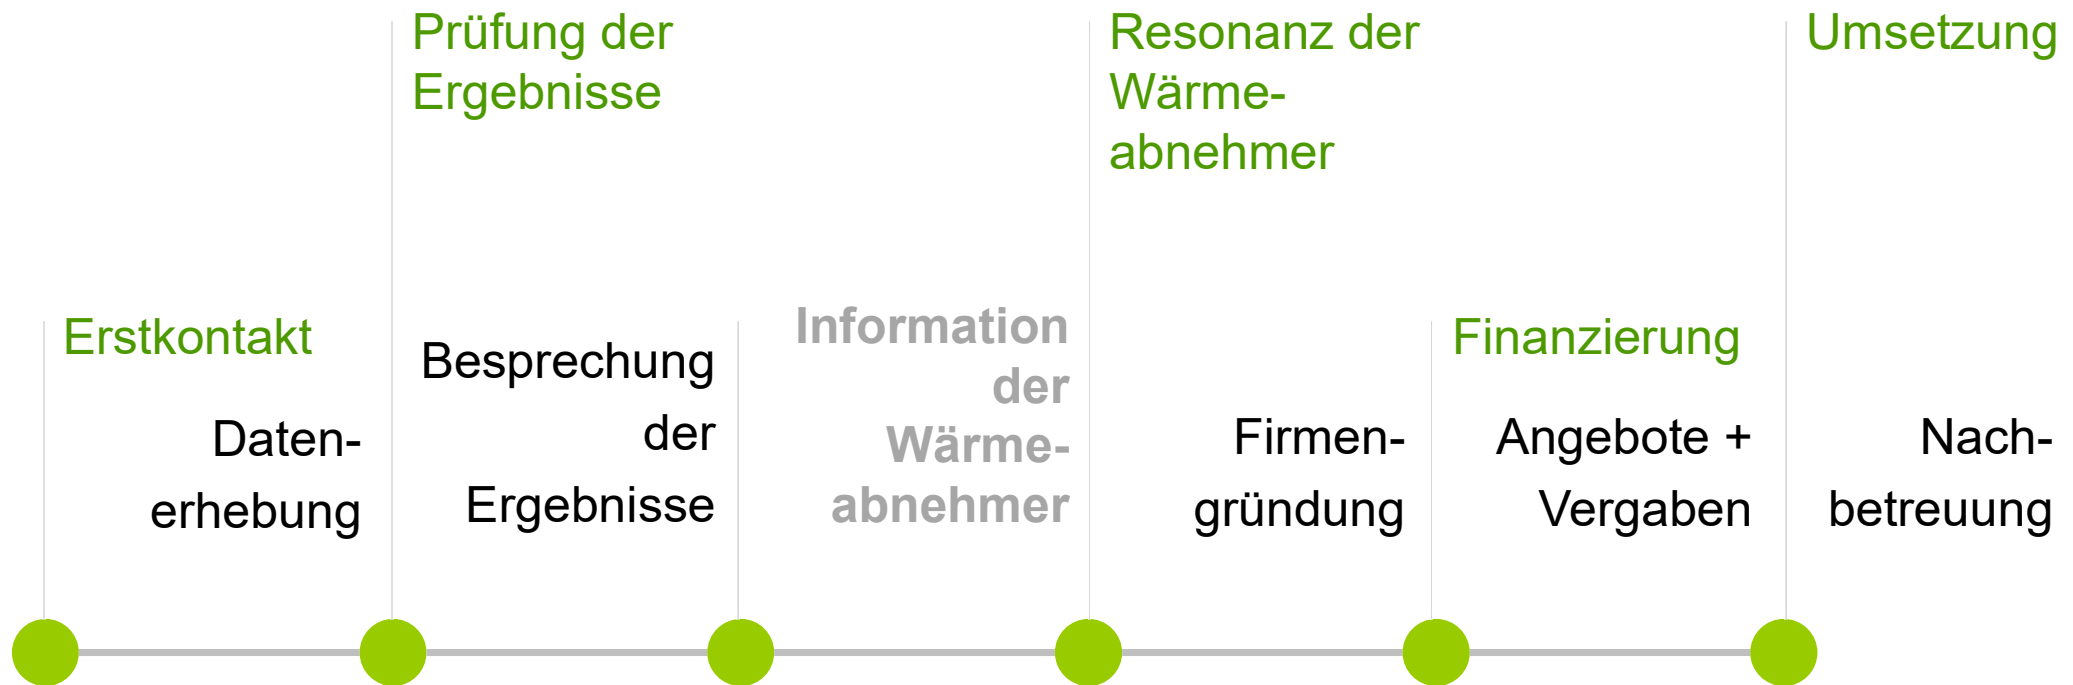 Erstkontakt
Daten-
erhebung
Prüfung der
Ergebnisse
Besprechung
der
Ergebnisse
Information
der
Wärme-
abnehmer
Resonanz der
Wärme-
abnehmer
Firmen-
gründung
Finanzierung
Angebote +
Vergaben
Umsetzung
Nach-
betreuung